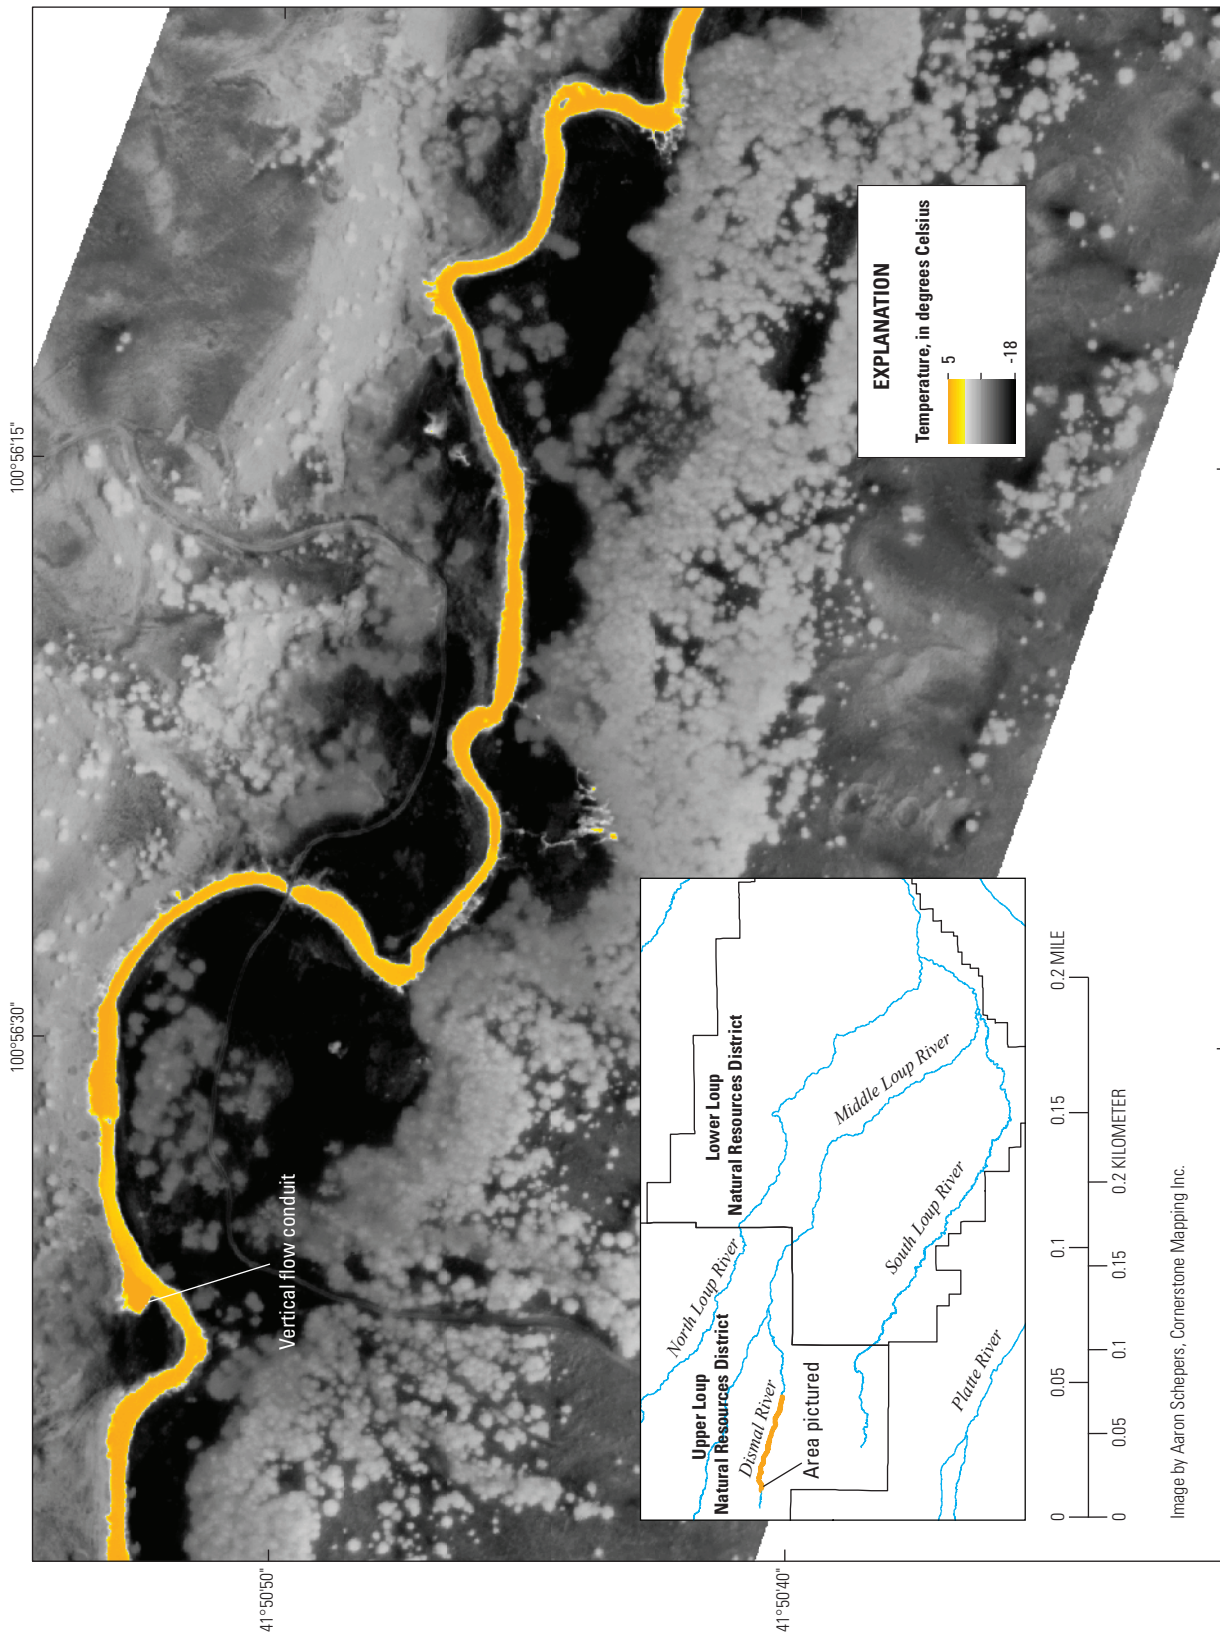 100°56'30"
100°56'15"
41°50'50"
41°50'40"
Vertical flow conduit
EXPLANATION
Temperature, in degrees Celsius
5
-18
Upper Loup
Natural Resources District
Lower Loup
Natural Resources District
North Loup River
Middle Loup River
Dismal River
Area pictured
South Loup River
Platte River
0
0.05
0.1
0.15
0.2 MILE
0
0.05
0.1
0.15
0.2 KILOMETER
Image by Aaron Schepers, Cornerstone Mapping Inc.